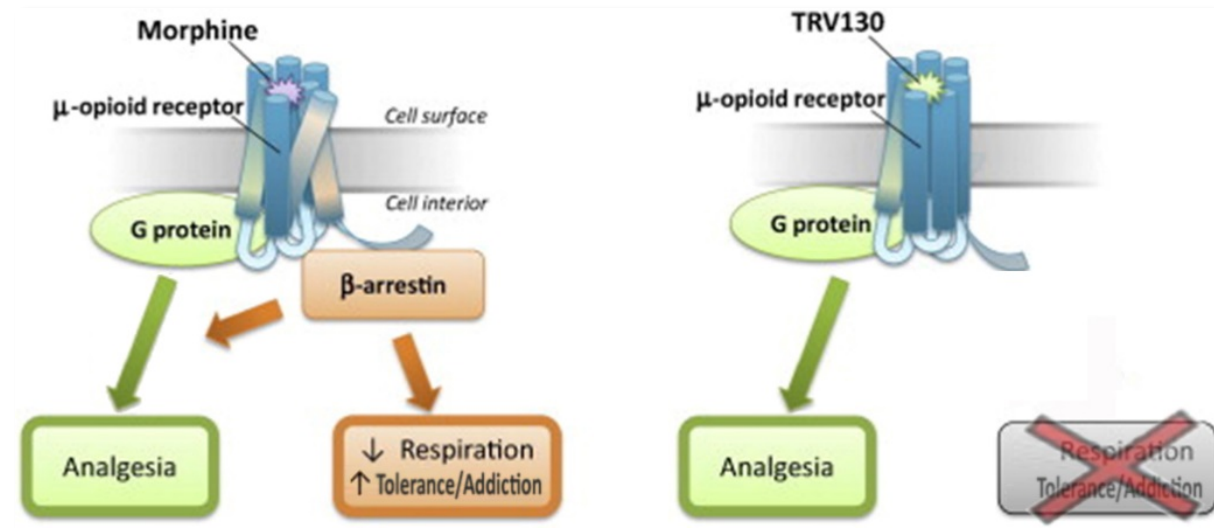 Morphine
μ-opioid receptor
Cell surface
Cell interior
G protein
β-arrestin
Analgesia
↓ Respiration
↑ Tolerance/Addiction
TRV130
μ-opioid receptor
G protein
Analgesia
Respiration
Tolerance/Addiction